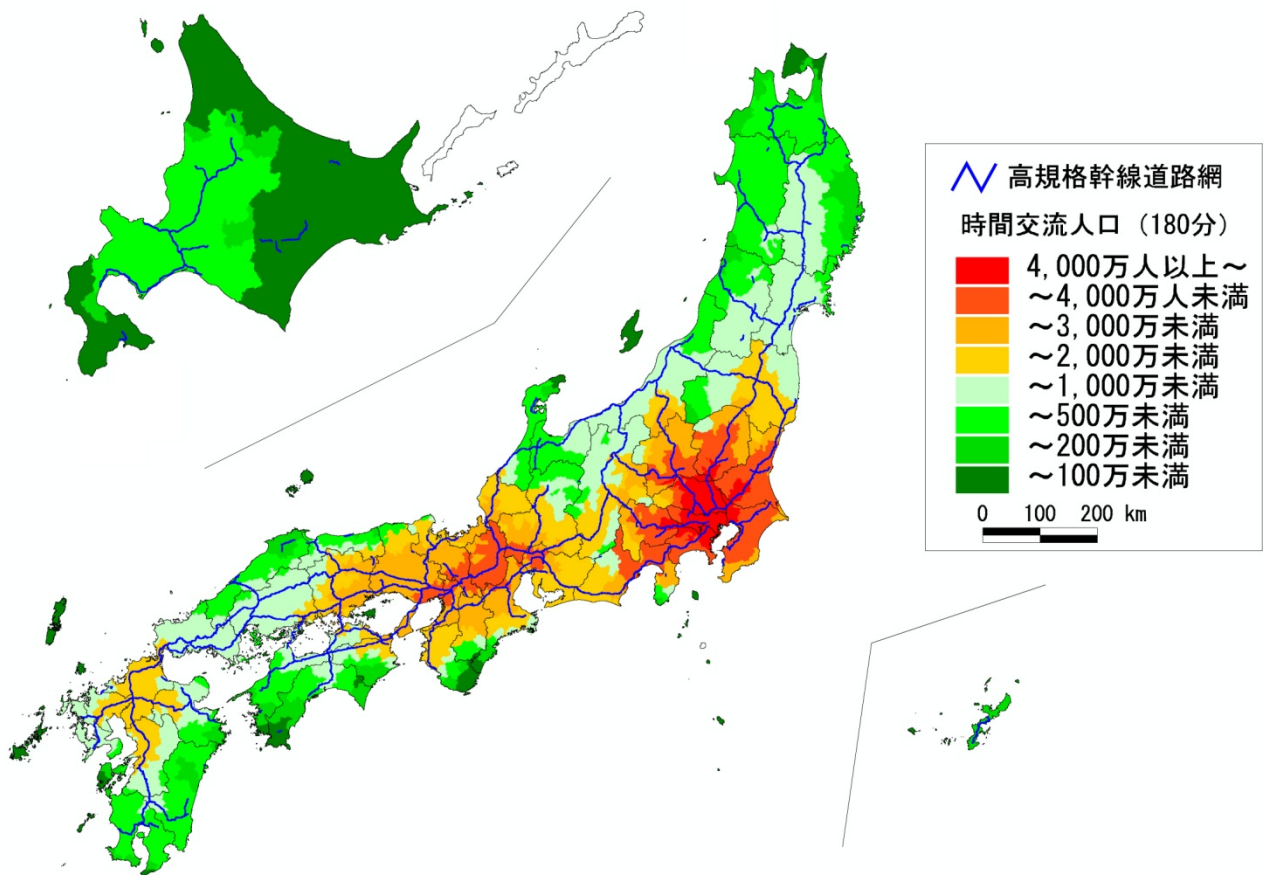 高規格幹線道路網
時間交流人口 (180分)
4,000万人以上～
～4,000万人未満
～3,000万未満
～2,000万未満
～1,000万未満
～500万未満
～200万未満
～100万未満
0 100 200 km